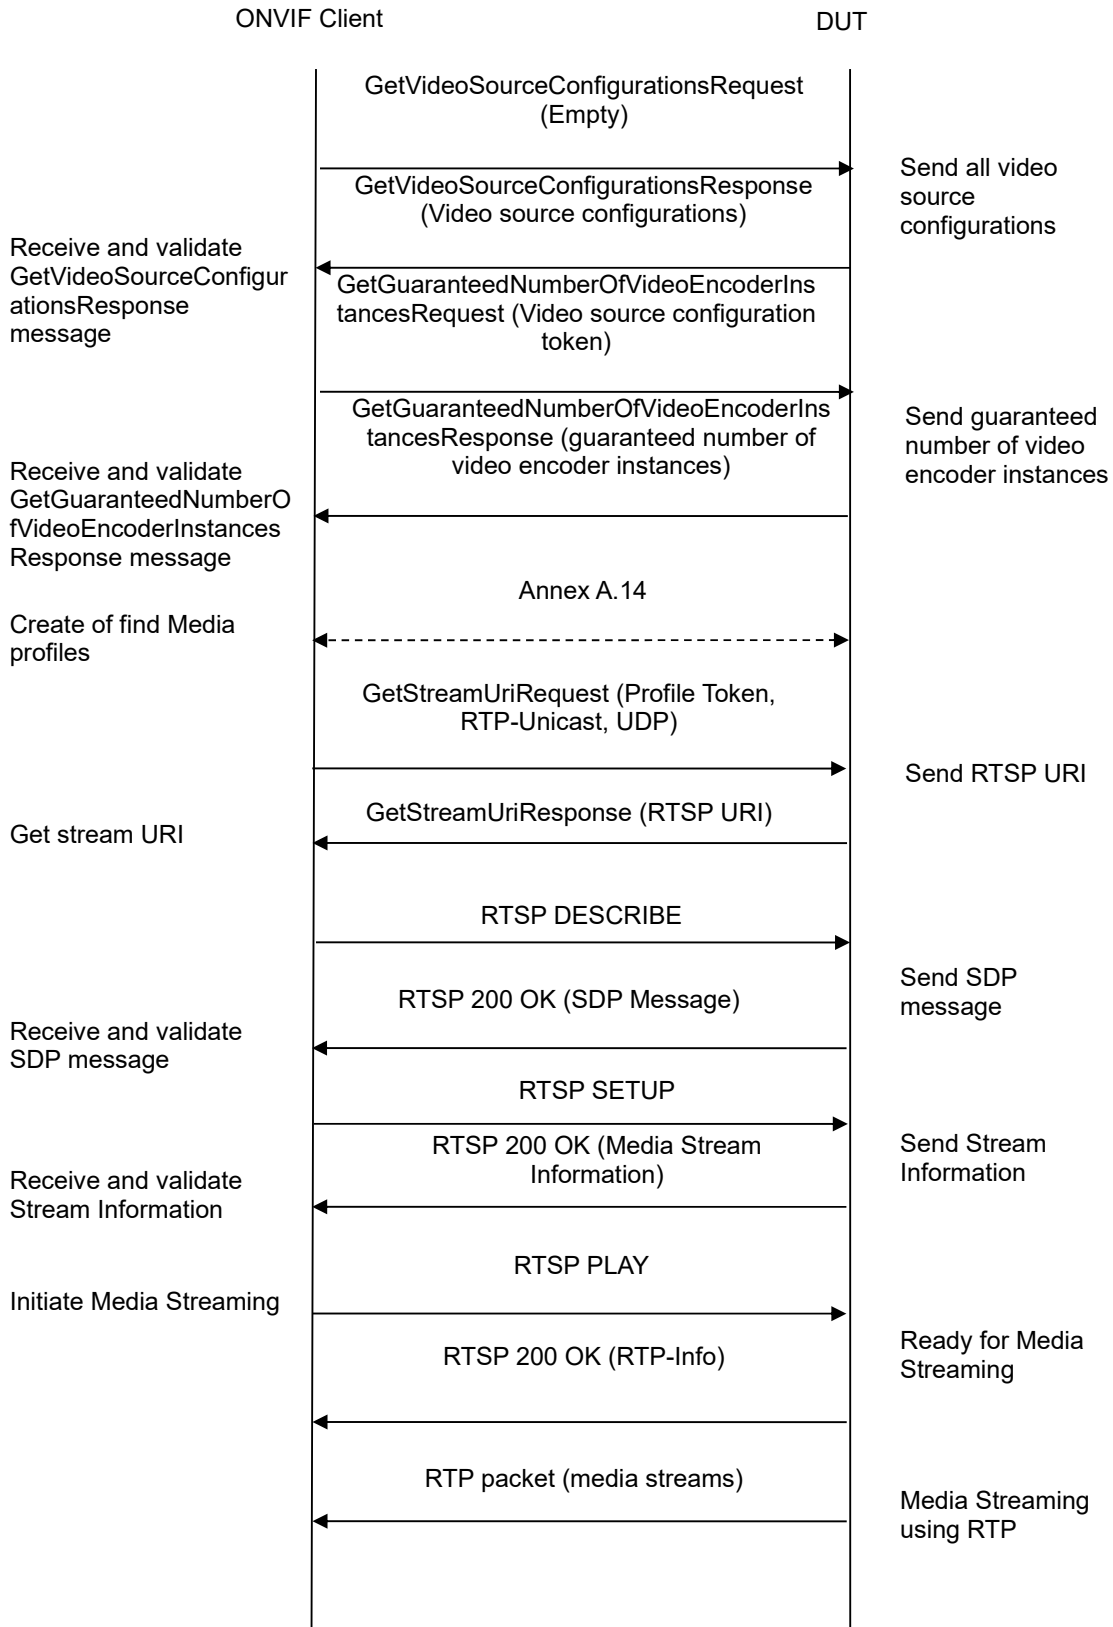 ONVIF Client
DUT
GetVideoSourceConfigurationsRequest
(Empty)
Send all video
source
configurations
GetVideoSourceConfigurationsResponse
(Video source configurations)
Receive and validate
GetVideoSourceConfigur
ationsResponse
message
GetGuaranteedNumberOfVideoEncoderIns
tancesRequest (Video source configuration
token)
GetGuaranteedNumberOfVideoEncoderIns
tancesResponse (guaranteed number of
video encoder instances)
Send guaranteed
number of video
encoder instances
Receive and validate
GetGuaranteedNumberO
fVideoEncoderInstances
Response message
Annex A.14
Create of find Media
profiles
GetStreamUriRequest (Profile Token,
RTP-Unicast, UDP)
Send RTSP URI
GetStreamUriResponse (RTSP URI)
Get stream URI
RTSP DESCRIBE
Send SDP
message
RTSP 200 OK (SDP Message)
Receive and validate
SDP message
RTSP SETUP
Send Stream
Information
RTSP 200 OK (Media Stream
Information)
Receive and validate
Stream Information
RTSP PLAY
Initiate Media Streaming
Ready for Media
Streaming
RTSP 200 OK (RTP-Info)
RTP packet (media streams)
Media Streaming
using RTP